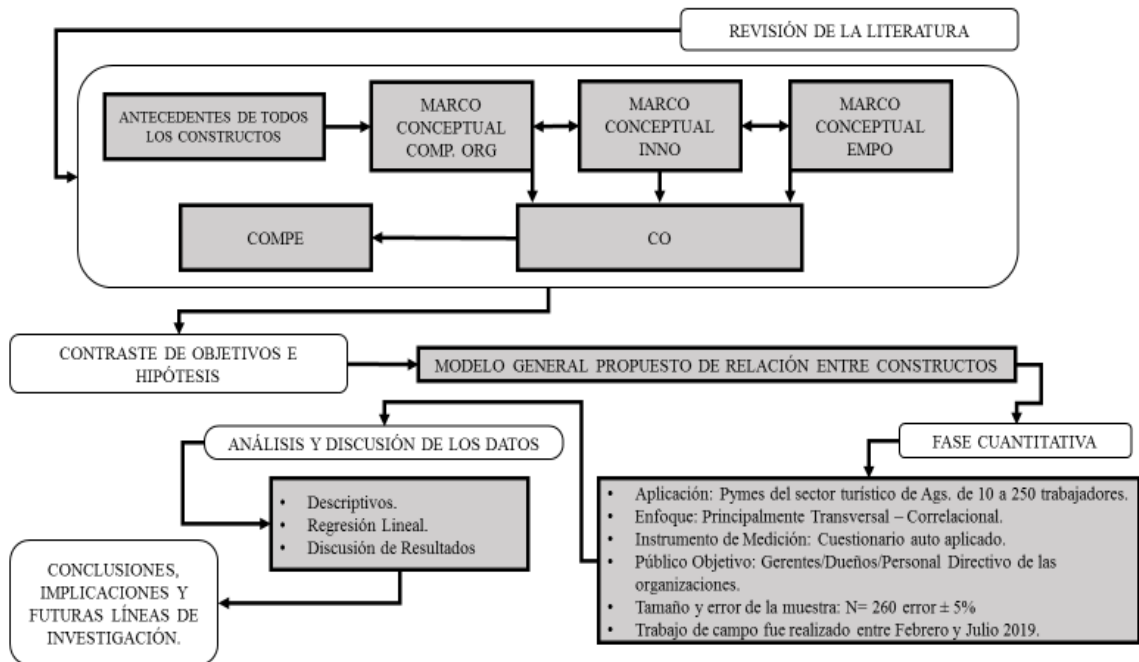 REVISIÓN DE LA LITERATURA
ANTECEDENTES DE TODOS
LOS CONSTRUCTOS
MARCO
CONCEPTUAL
COMP. ORG
MARCO
CONCEPTUAL
INNO
MARCO
CONCEPTUAL
EMPO
COMPE
CO
CONTRASTE DE OBJETIVOS E
HIPÓTESIS
MODELO GENERAL PROPUESTO DE RELACIÓN ENTRE CONSTRUCTOS
FASE CUANTITATIVA
• Aplicación: Pymes del sector turístico de Ags. de 10 a 250 trabajadores.
• Enfoque: Principalmente Transversal – Correlacional.
• Instrumento de Medición: Cuestionario auto aplicado.
• Público Objetivo: Gerentes/Dueños/Personal Directivo de las
organizaciones.
• Tamaño y error de la muestra: N= 260 error ± 5%
• Trabajo de campo fue realizado entre Febrero y Julio 2019.
ANÁLISIS Y DISCUSIÓN DE LOS DATOS
• Descriptivos.
• Regresión Lineal.
• Discusión de Resultados
CONCLUSIONES,
IMPLICACIONES Y
FUTURAS LÍNEAS DE
INVESTIGACIÓN.